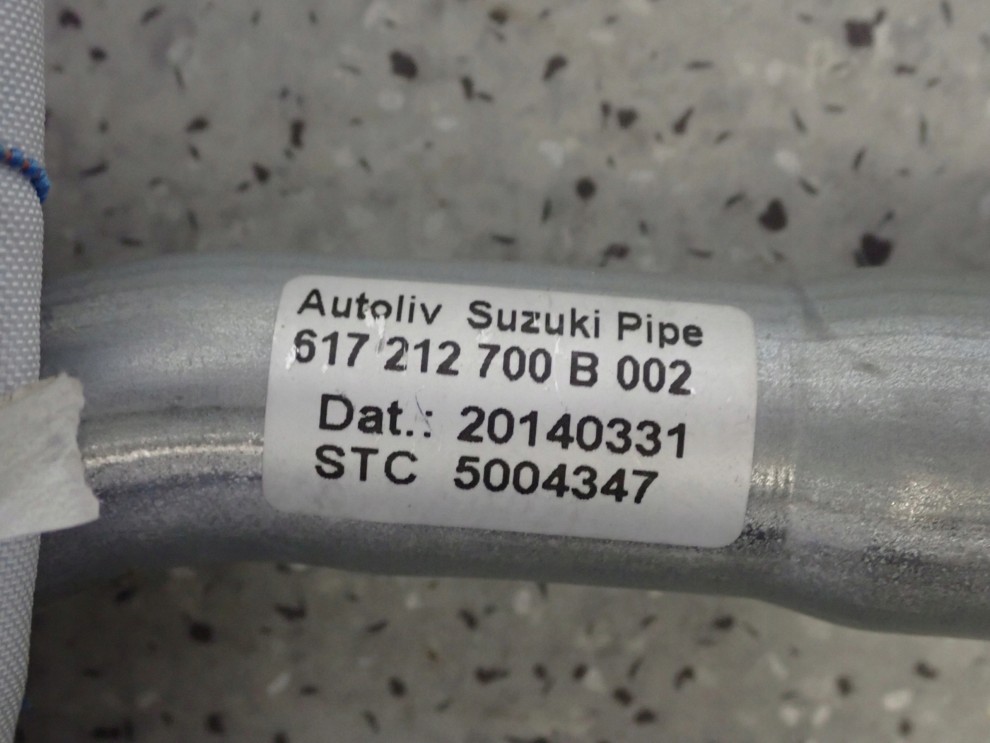 Autoliv Suzuki Pipe
617 212 700 B 002
Dat.: 20140331
STC 5004347